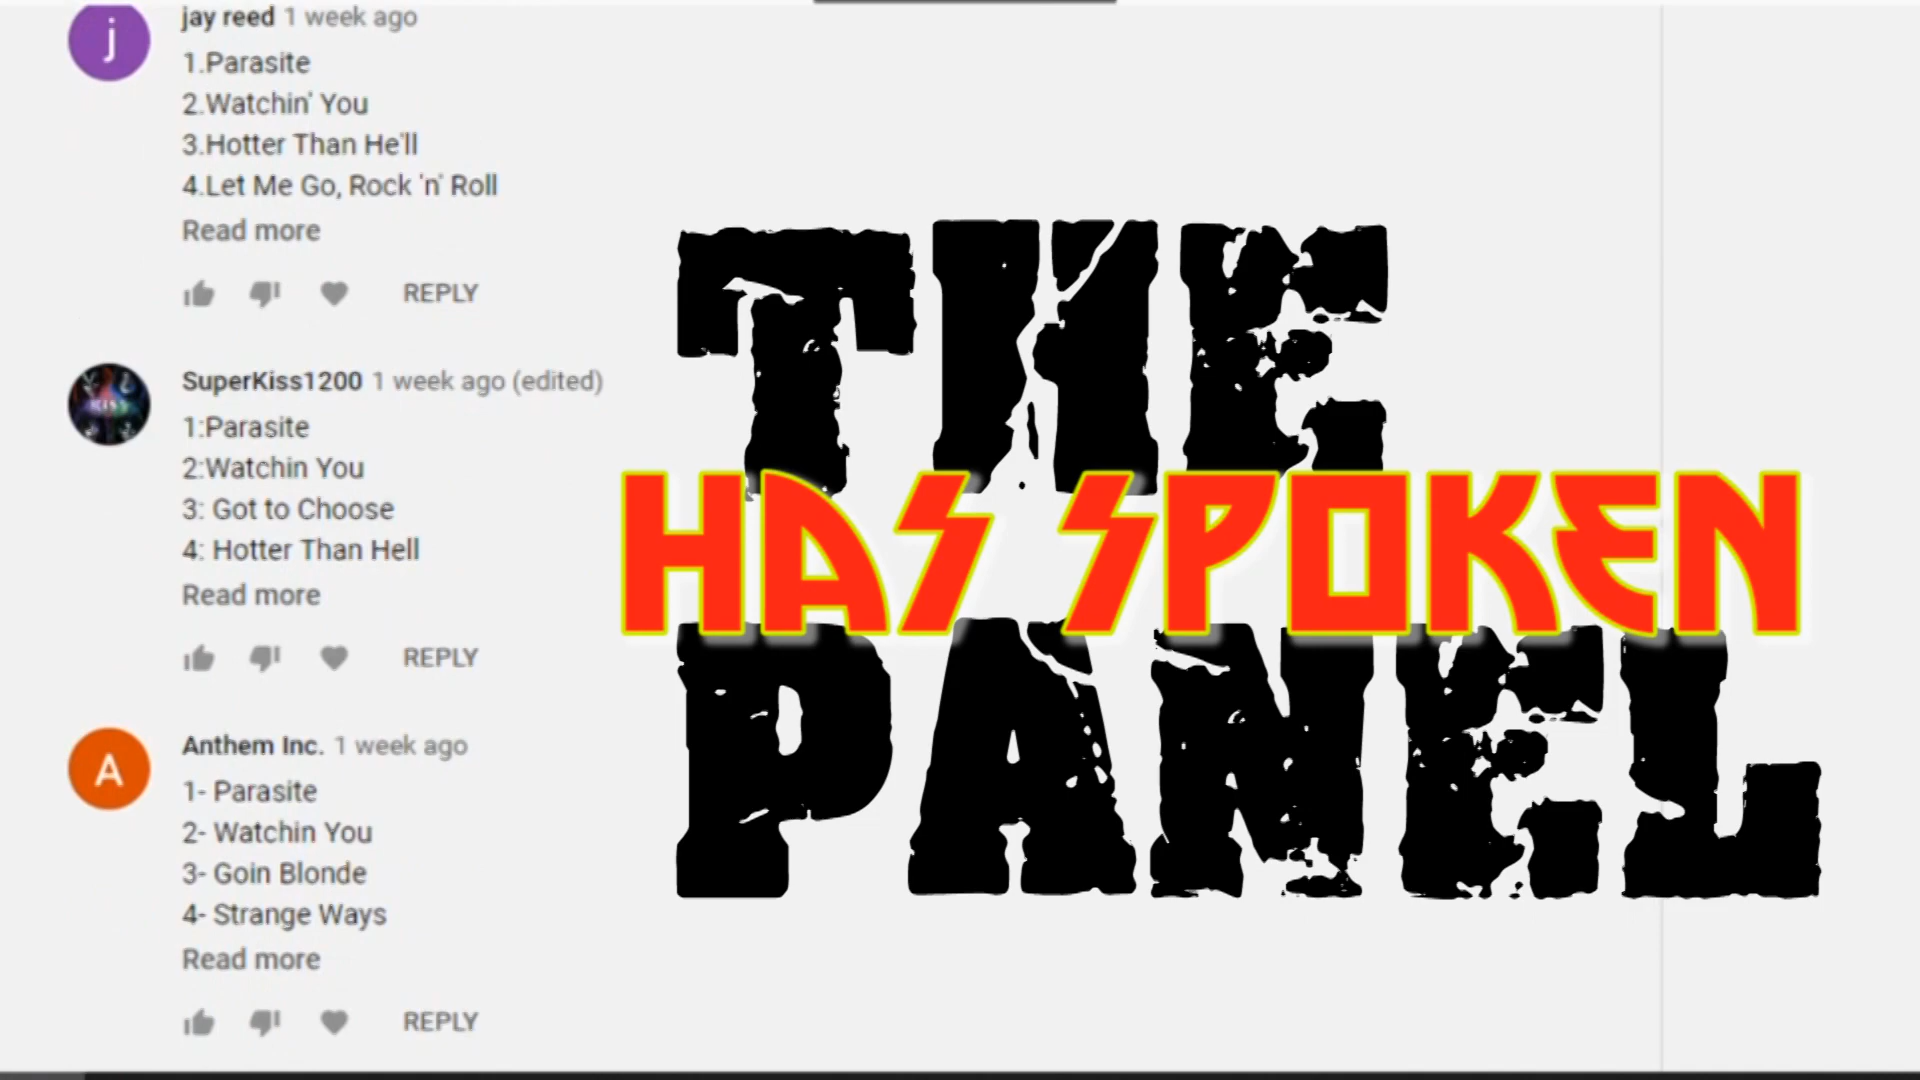 j
jay reed 1 week ago
1.Parasite
2.Watchin' You
3.Hotter Than He'll
4.Let Me Go, Rock 'n' Roll
Read more
REPLY
KISS
SuperKiss1200 1 week ago (edited)
1:Parasite
2:Watchin You
3: Got to Choose
4: Hotter Than Hell
Read more
REPLY
A
Anthem Inc. 1 week ago
1- Parasite
2- Watchin You
3- Goin Blonde
4- Strange Ways
Read more
REPLY
THE
HAS SPOKEN
PANEL